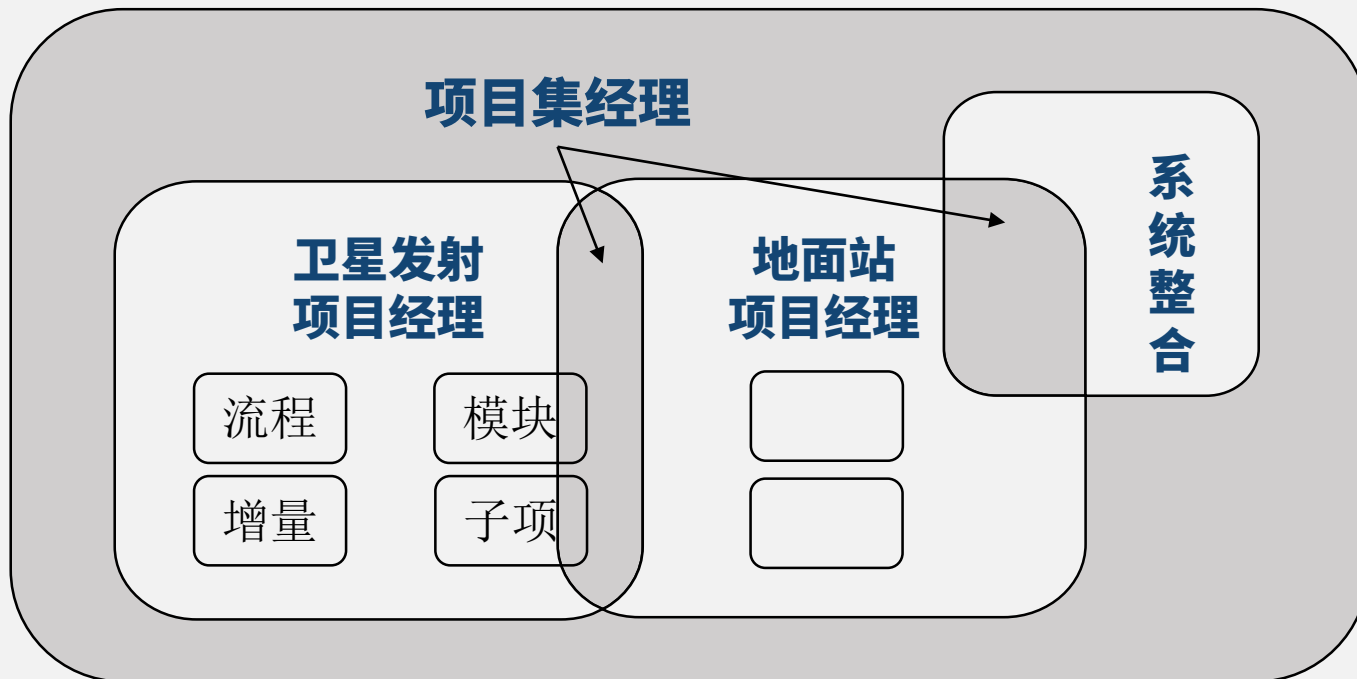 项目集经理
卫星发射
项目经理
地面站
项目经理
系统整合
流程
模块
增量
子项